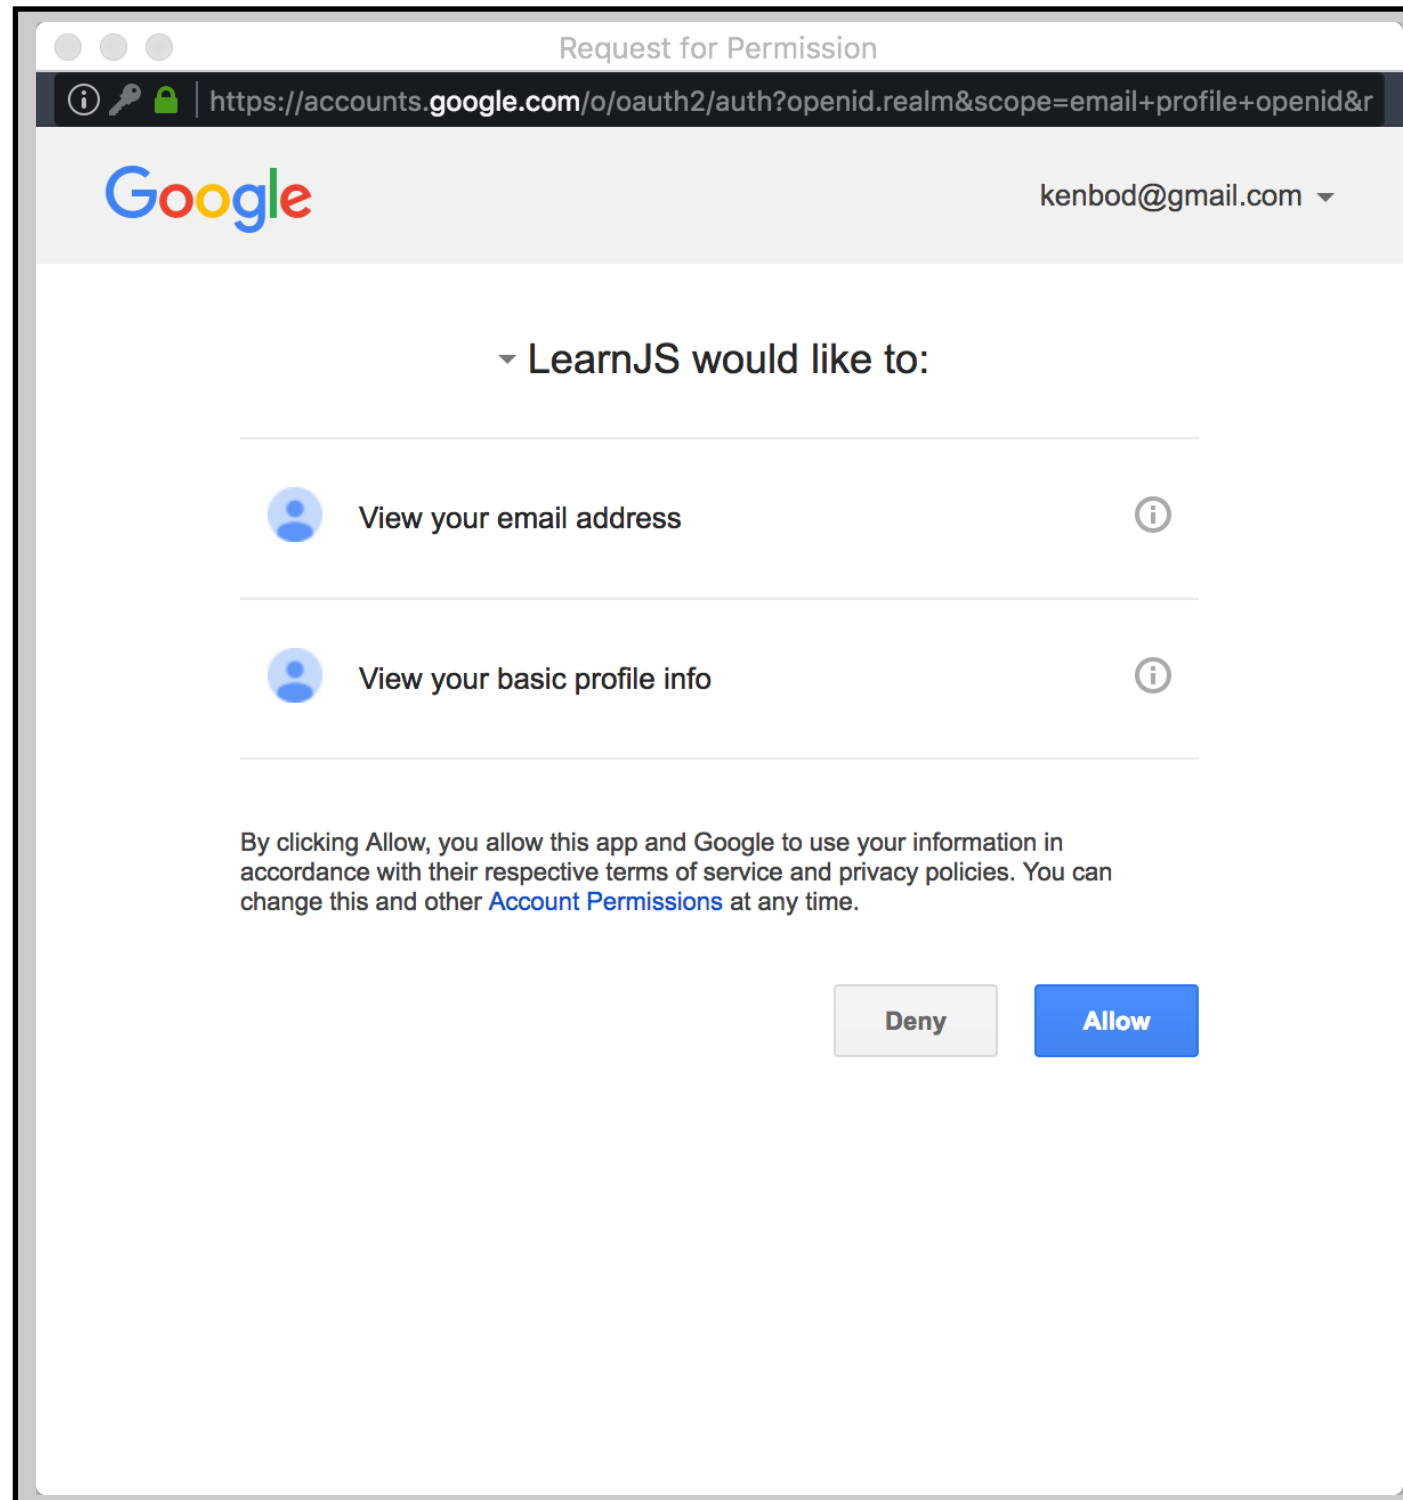 Request for Permission
https://accounts.google.com/o/oauth2/auth?openid.realm&scope=email+profile+openid&r
Google
kenbod@gmail.com
LearnJS would like to:
View your email address
View your basic profile info
By clicking Allow, you allow this app and Google to use your information in
accordance with their respective terms of service and privacy policies. You can
change this and other Account Permissions at any time.
Deny
Allow